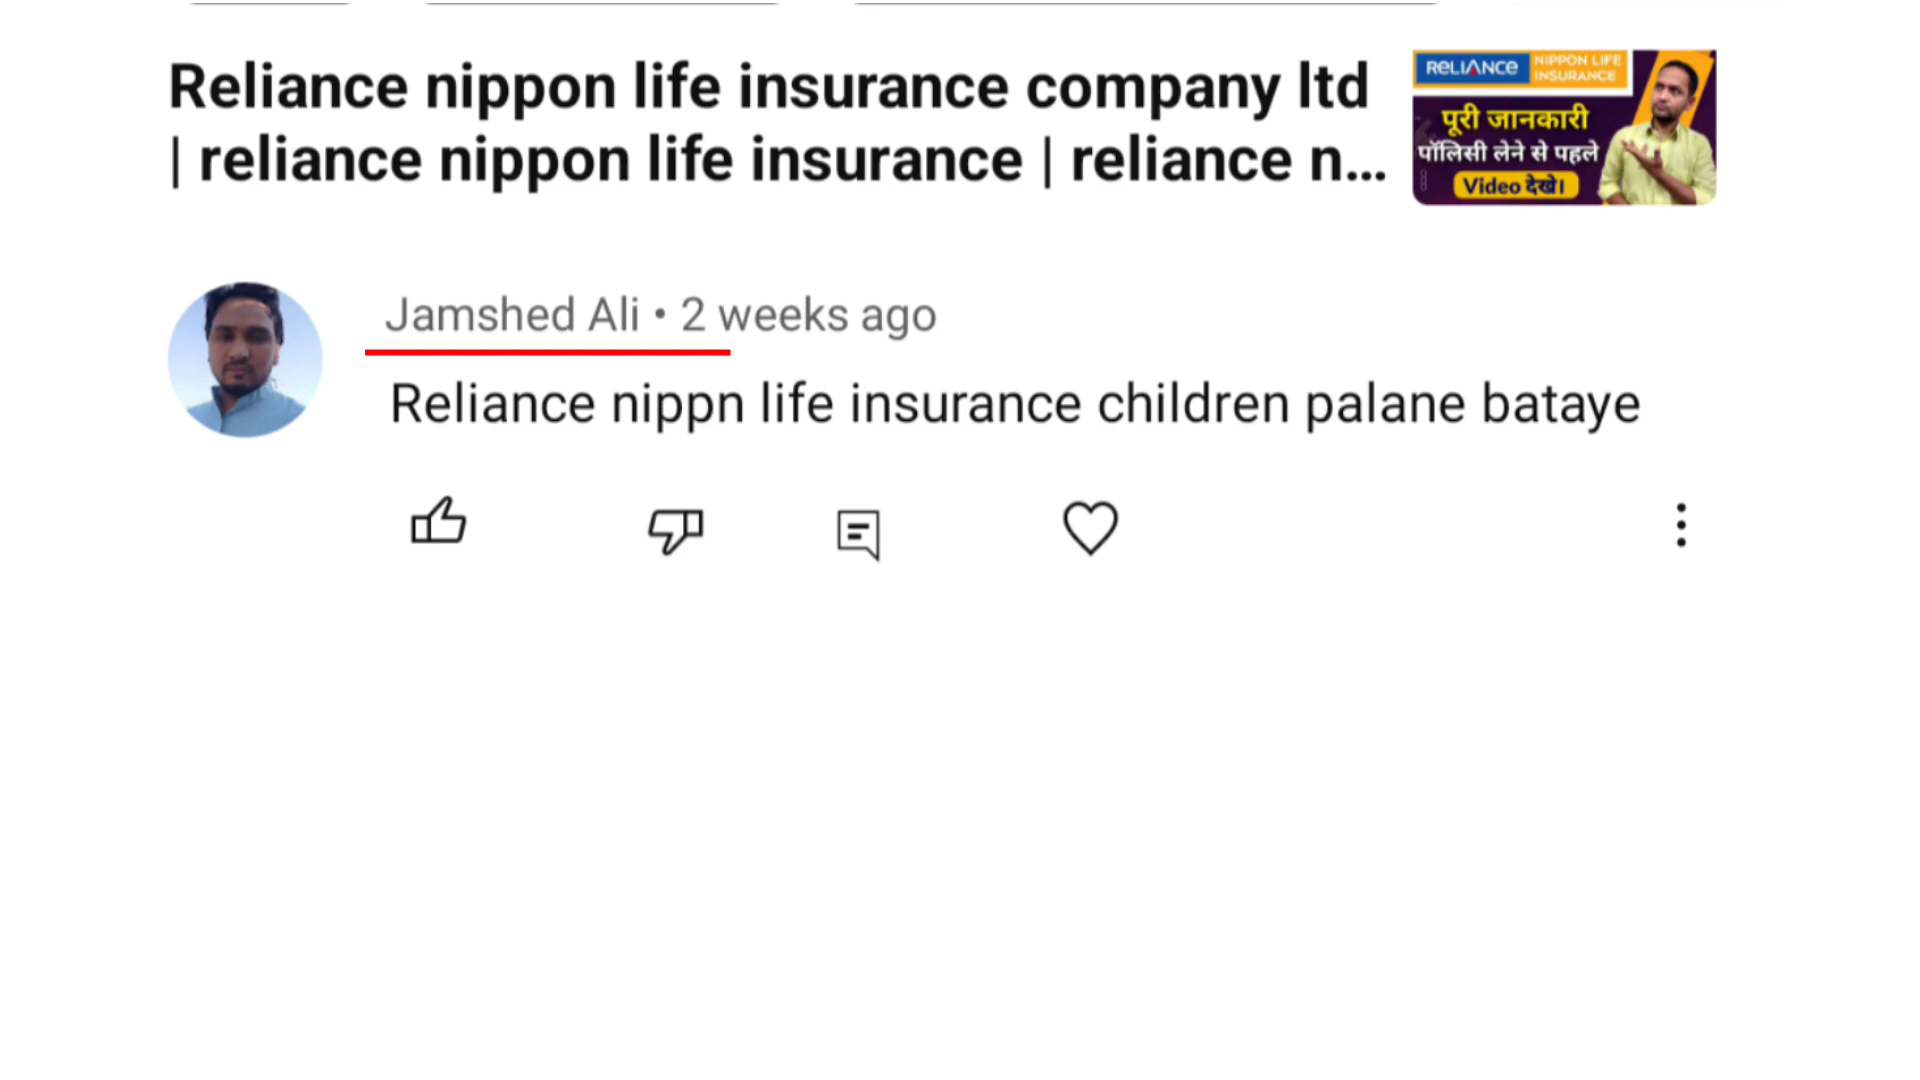 Reliance nippon life insurance company ltd
| reliance nippon life insurance | reliance n...
RELIANCE NIPPON LIFE
INSURANCE
पूरी जानकारी
पॉलिसी लेने से पहले
Video देखे।
Jamshed Ali • 2 weeks ago
Reliance nippn life insurance children palane bataye